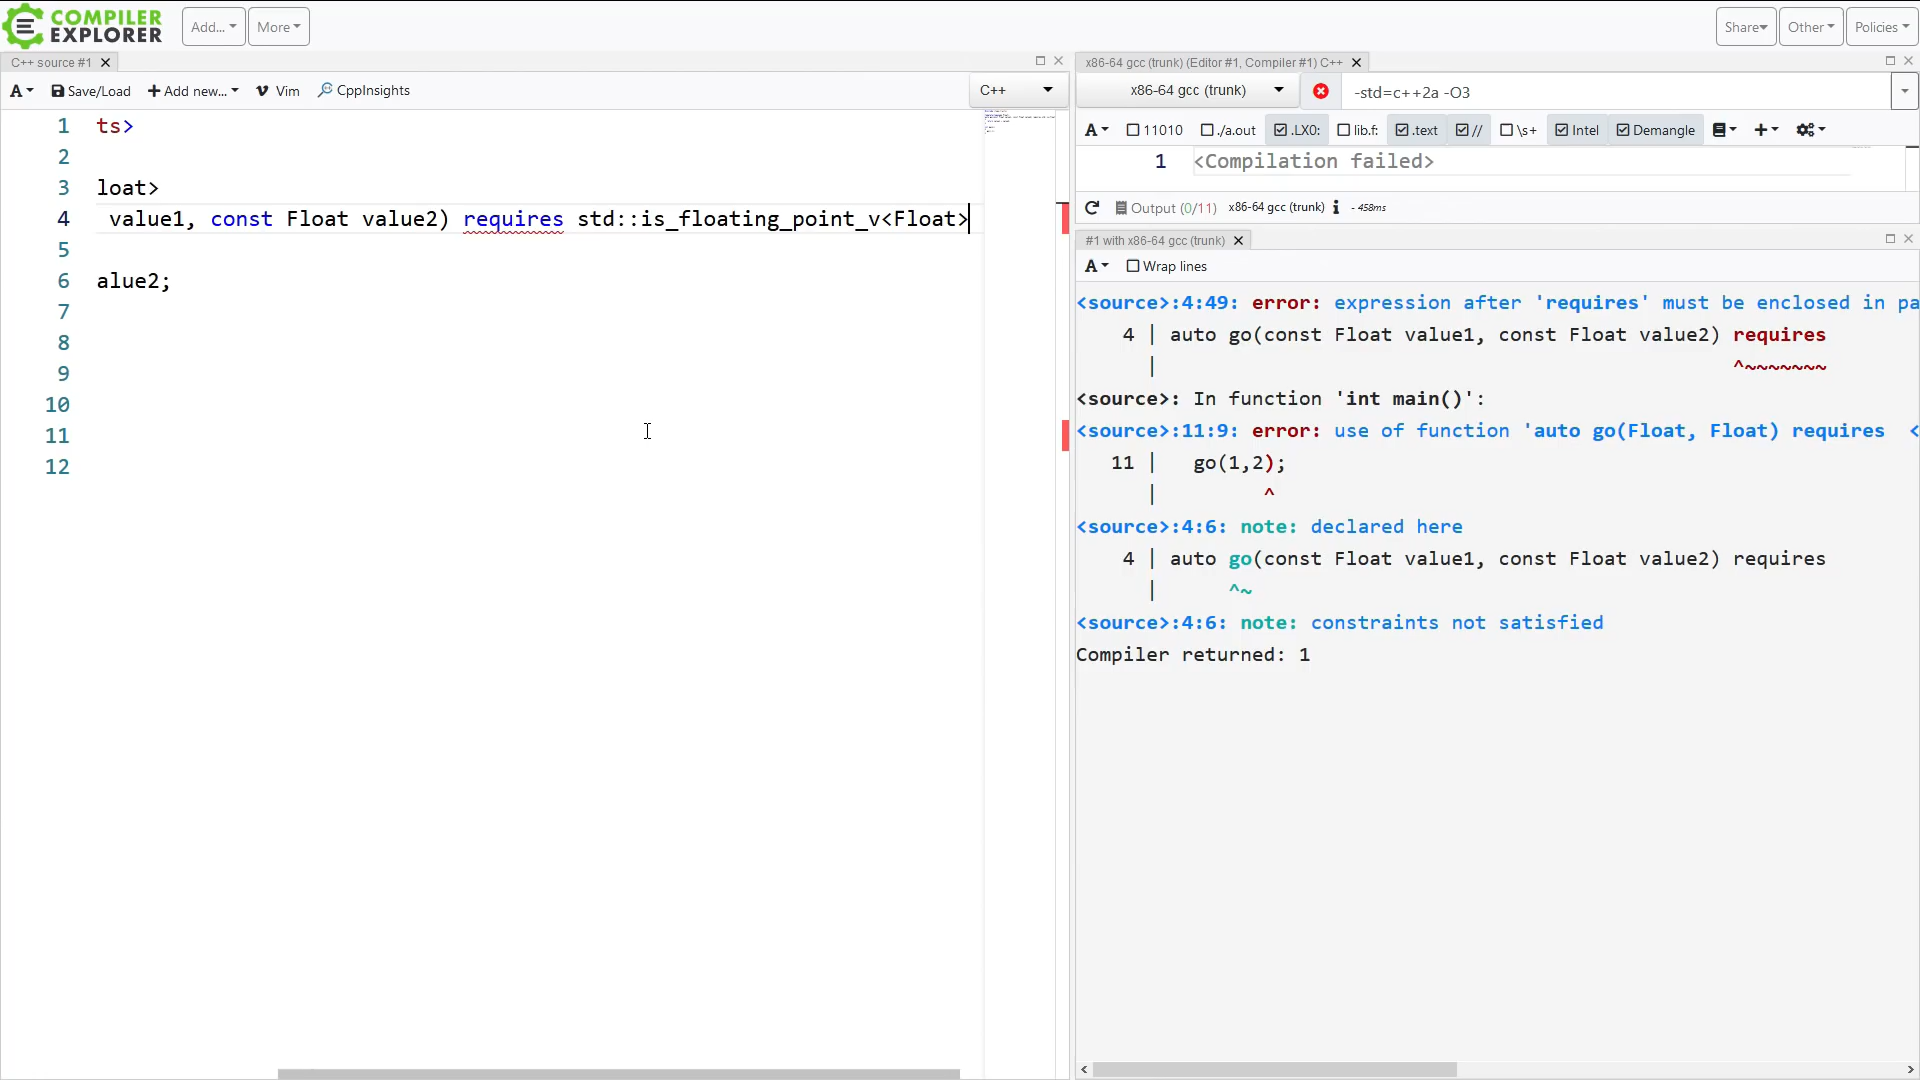 COMPILER
EXPLORER
Add...
More
Share
Other
Policies
C++ source #1
A
Save/Load
Add new...
Vim
CppInsights
C++
1 ts>
2
3 loat>
4 value1, const Float value2) requires std::is_floating_point_v<Float>
5
6 alue2;
7
8
9
10
11
12
x86-64 gcc (trunk) (Editor #1, Compiler #1) C++
x86-64 gcc (trunk)
-std=c++2a -O3
A
11010
./a.out
.LX0:
lib.f:
.text
//
\s+
Intel
Demangle
1 <Compilation failed>
Output (0/11) x86-64 gcc (trunk) i - 458ms
#1 with x86-64 gcc (trunk)
A
Wrap lines
<source>:4:49: error: expression after 'requires' must be enclosed in pa
4 | auto go(const Float value1, const Float value2) requires
| ^~~~~~~~
<source>: In function 'int main()':
<source>:11:9: error: use of function 'auto go(Float, Float) requires <
11 | go(1,2);
| ^
<source>:4:6: note: declared here
4 | auto go(const Float value1, const Float value2) requires
| ^~
<source>:4:6: note: constraints not satisfied
Compiler returned: 1